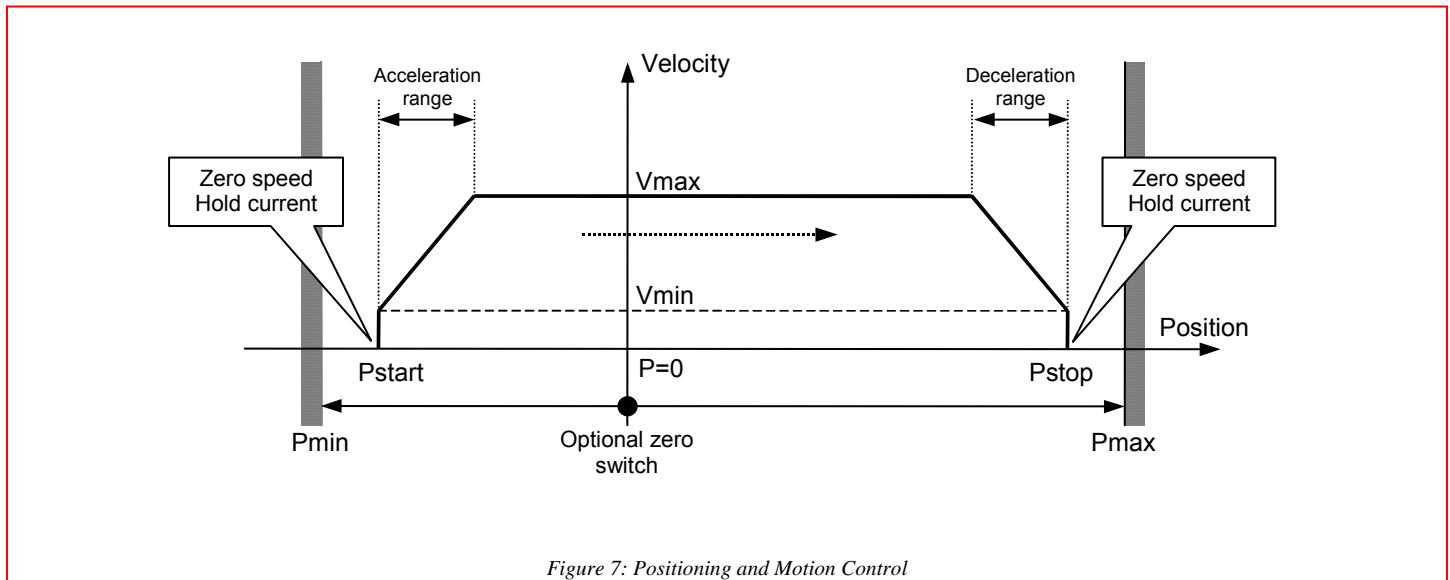 Velocity
Acceleration
range
Deceleration
range
Zero speed
Hold current
Vmax
Zero speed
Hold current
Vmin
Position
Pstart
P=0
Pstop
Pmin
Optional zero
switch
Pmax
Figure 7: Positioning and Motion Control